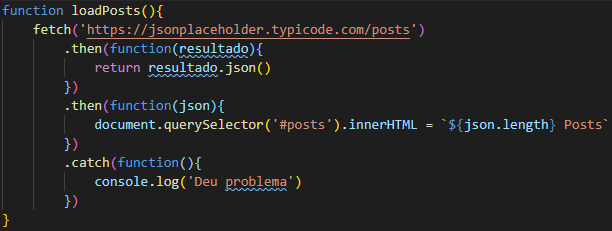 function loadPosts(){
    fetch('https://jsonplaceholder.typicode.com/posts')
        .then(function(resultado){
            return resultado.json()
        })
        .then(function(json){
            document.querySelector('#posts').innerHTML = `${json.length} Posts`
        })
        .catch(function(){
            console.log('Deu problema')
        })
}